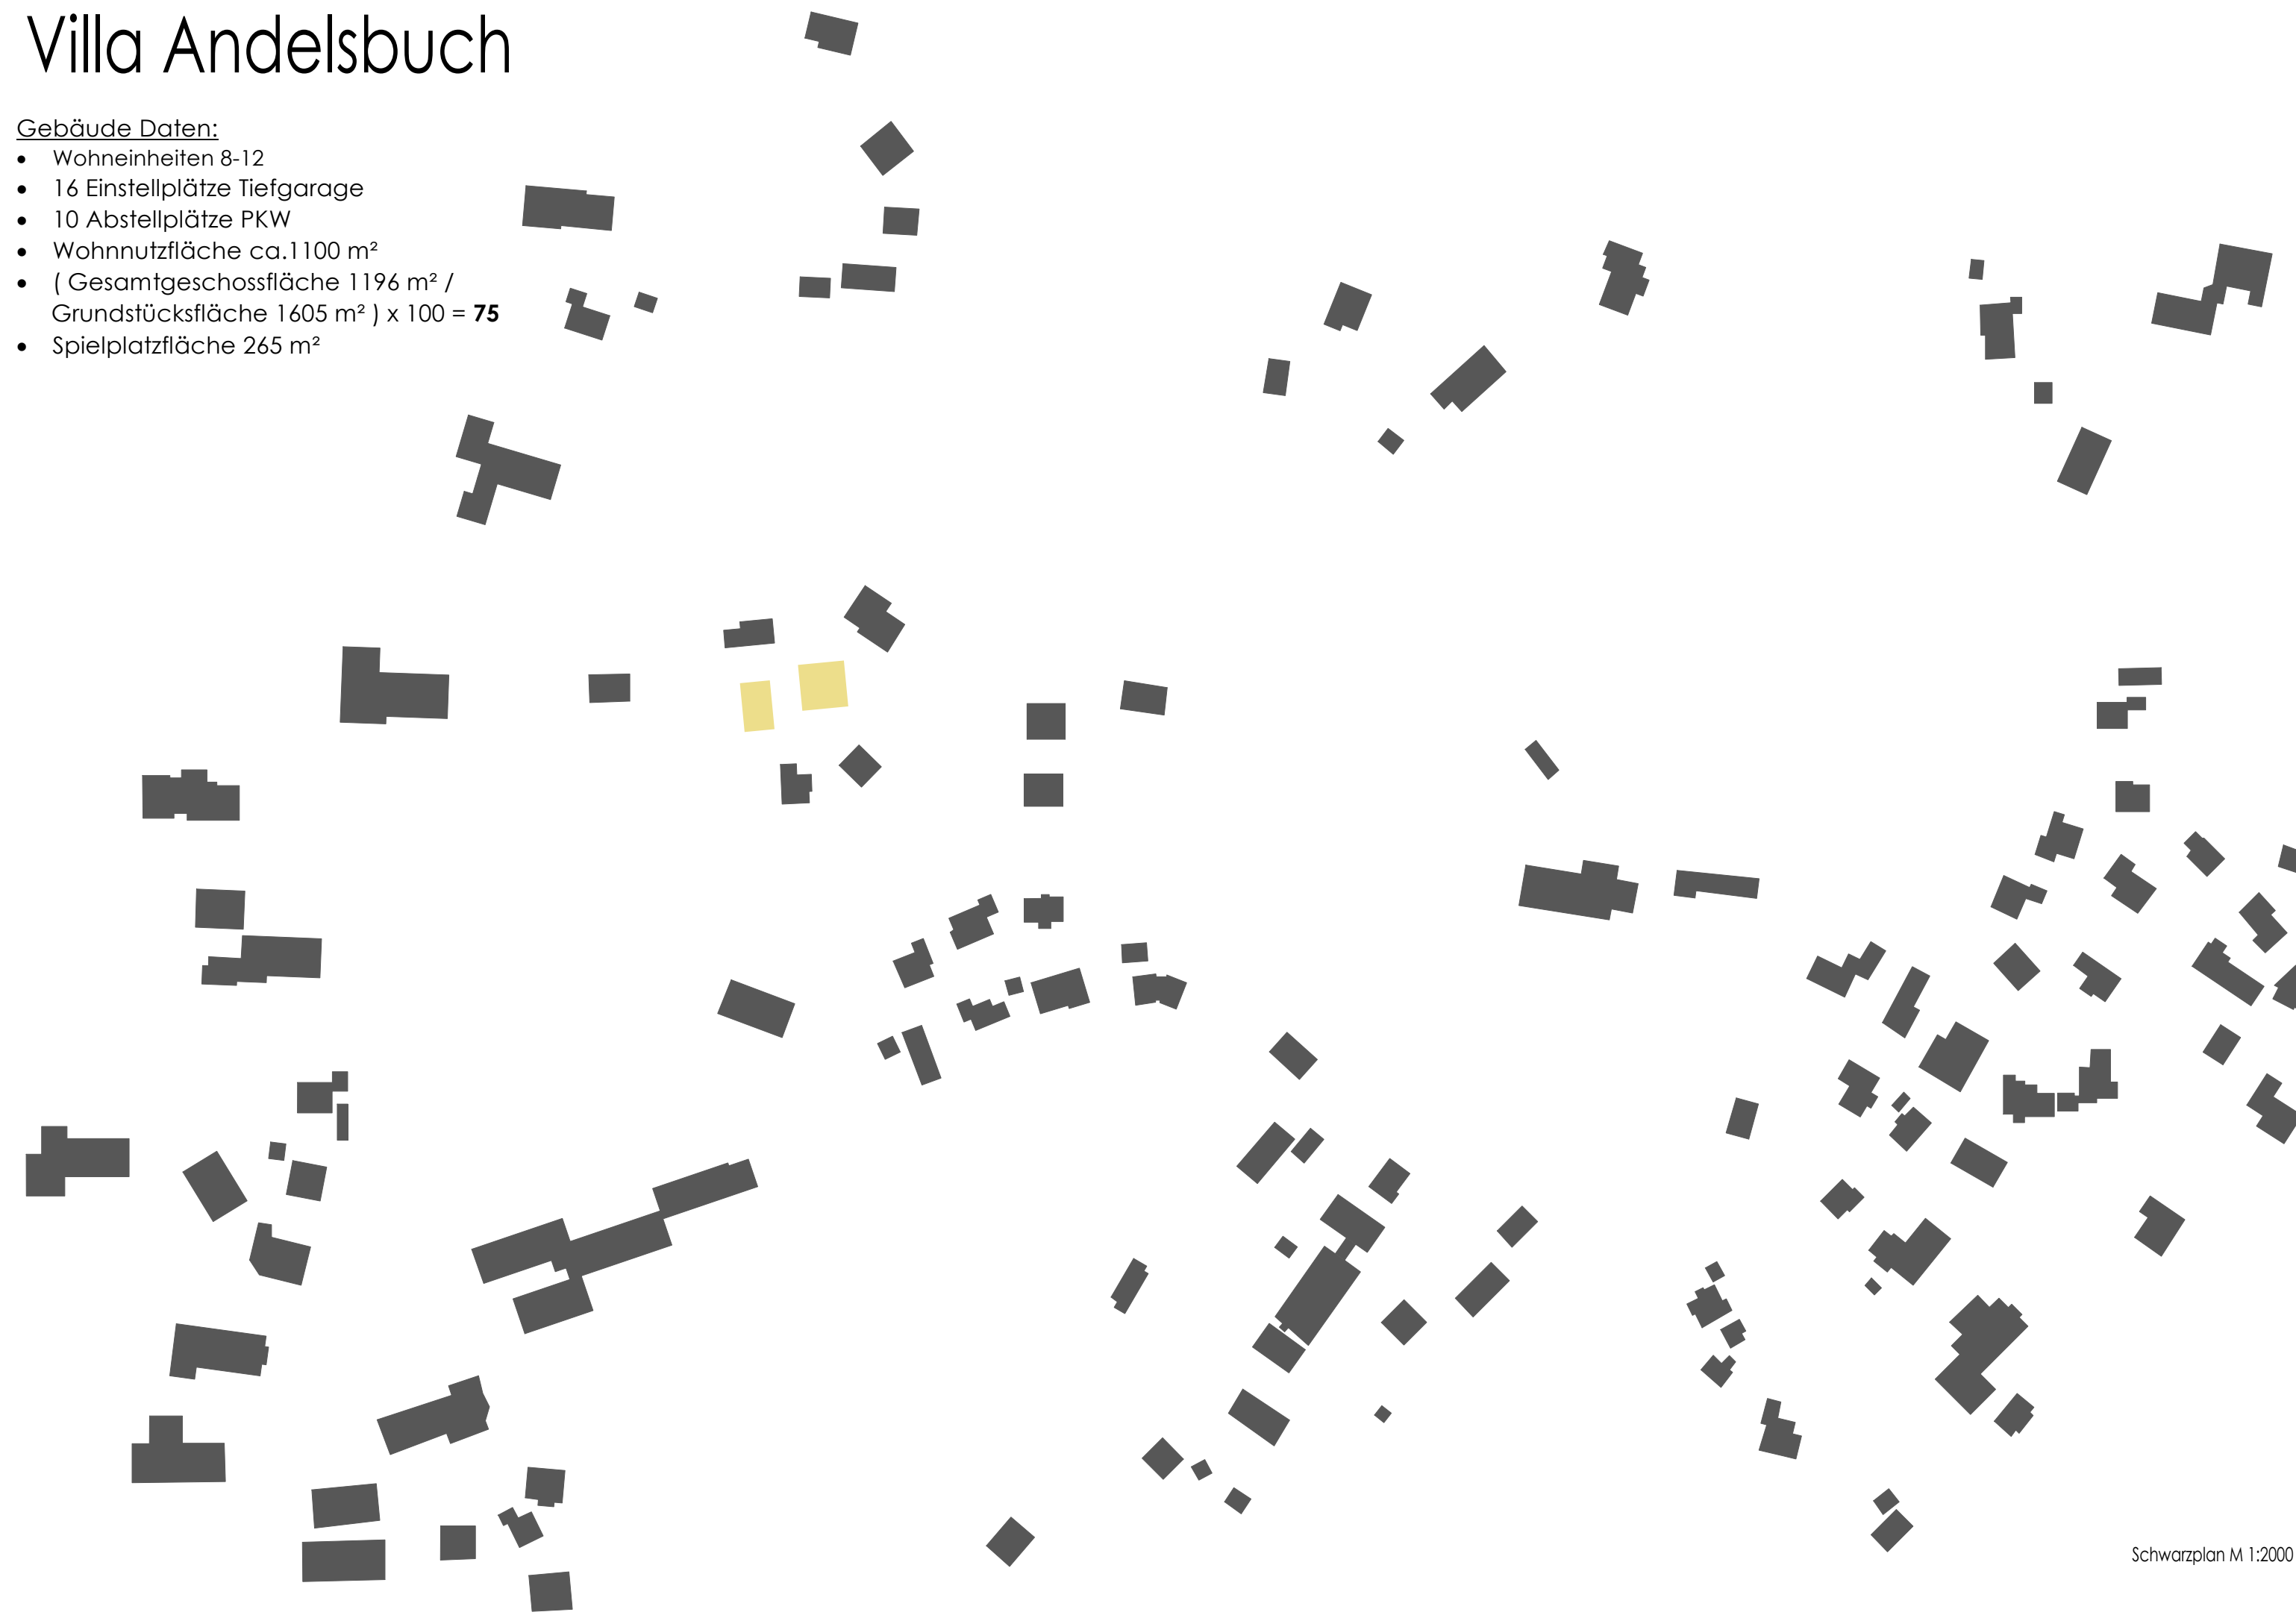 Villa Andelsbuch
Gebäude Daten:
• Wohneinheiten 8-12
• 16 Einstellplätze Tiefgarage
• 10 Abstellplätze PKW
• Wohnnutzfläche ca.1100 m²
• ( Gesamtgeschossfläche 1196 m² /
Grundstücksfläche 1605 m² ) x 100 = 75
• Spielplatzfläche 265 m²
Schwarzplan M 1:2000